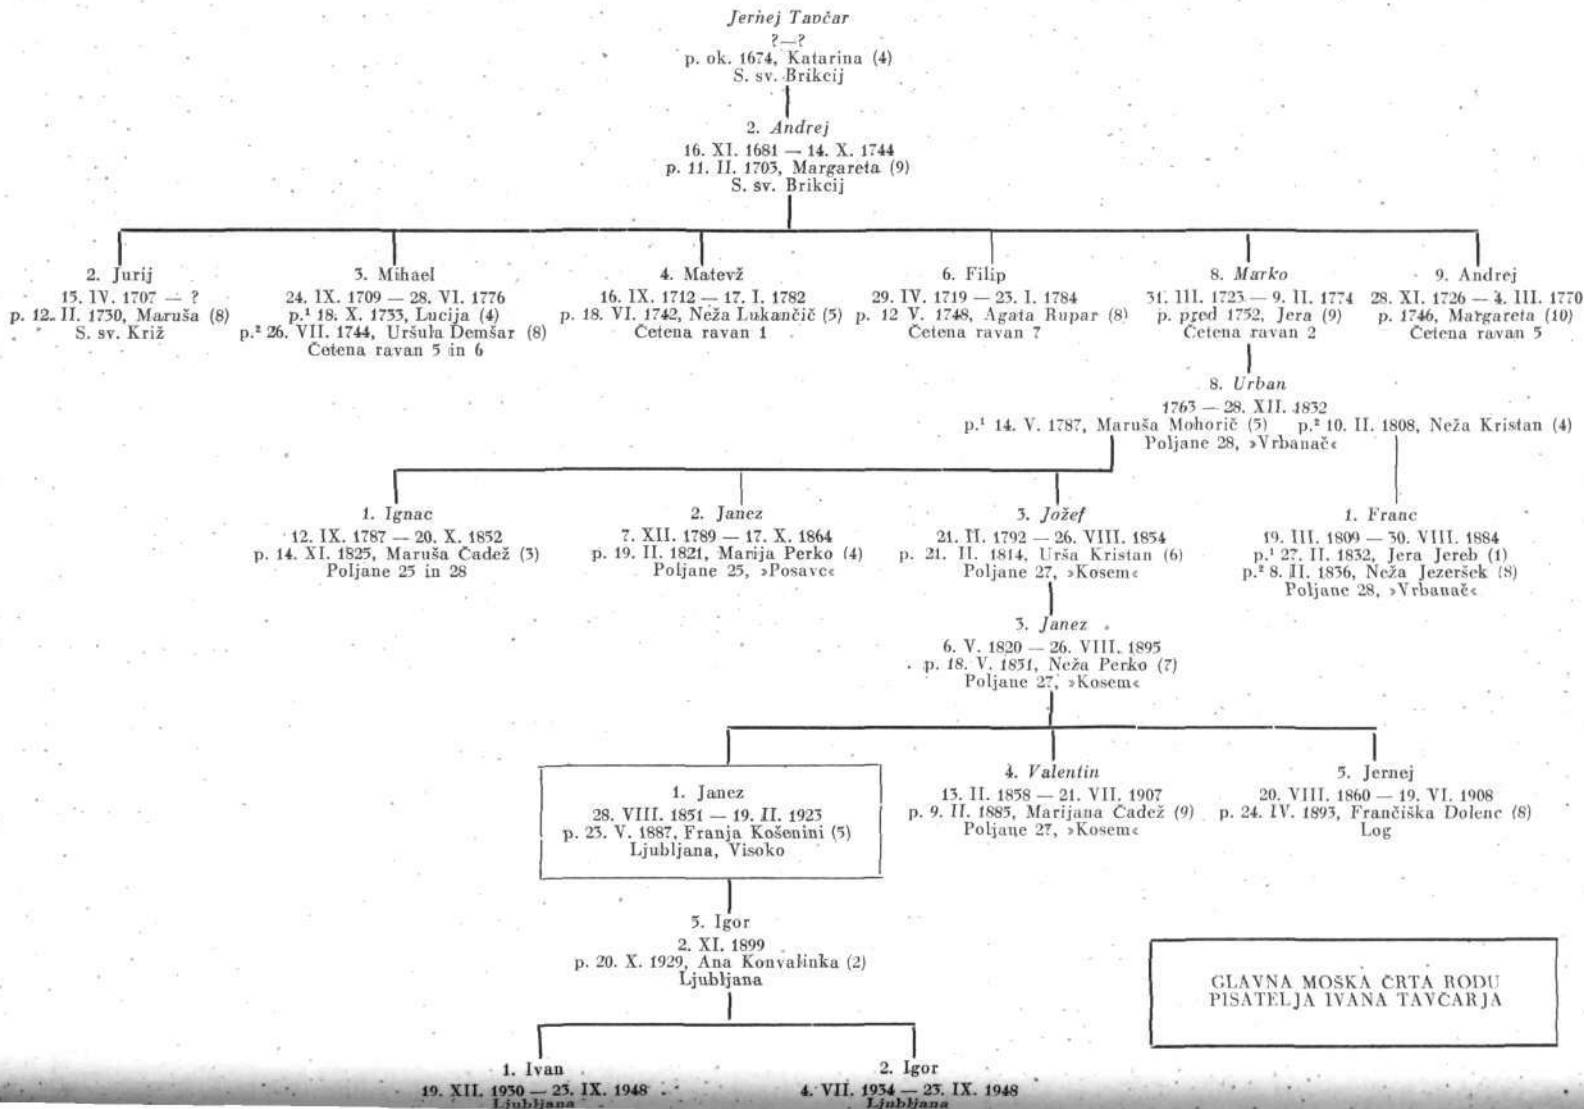 Jernej Tavčar
?—?
p. ok. 1674, Katarina (4)
S. sv. Brikcij
2. Andrej
16. XI. 1681 — 14. X. 1744
p. 11. II. 1703, Margareta (9)
S. sv. Brikcij
2. Jurij
15. IV. 1707 — ?
p. 12. II. 1730, Maruša (8)
S. sv. Križ
3. Mihael
24. IX. 1709 — 28. VI. 1776
p.¹ 18. X. 1733, Lucija (4)
p.² 26. VII. 1744, Uršula Demšar (8)
Četena ravan 5 in 6
4. Matevž
16. IX. 1712 — 17. I. 1782
p. 18. VI. 1742, Neža Lukančič (5)
Četena ravan 1
6. Filip
29. IV. 1719 — 23. I. 1784
p. 12 V. 1748, Agata Rupar (8)
Četena ravan 7
8. Marko
31. III. 1723 — 9. II. 1774
p. pred 1752, Jera (9)
Četena ravan 2
9. Andrej
28. XI. 1726 — 4. III. 1770
p. 1746, Margareta (10)
Četena ravan 5
8. Urban
1763 — 28. XII. 1832
p.¹ 14. V. 1787, Maruša Mohorič (5) p.² 10. II. 1808, Neža Kristan (4)
Poljane 28, »Vrbanač«
1. Ignac
12. IX. 1787 — 20. X. 1852
p. 14. XI. 1825, Maruša Čadež (3)
Poljane 25 in 28
2. Janez
7. XII. 1789 — 17. X. 1864
p. 19. II. 1821, Marija Perko (4)
Poljane 25, »Posavc«
3. Jožef
21. II. 1792 — 26. VIII. 1854
p. 21. II. 1814, Urša Kristan (6)
Poljane 27, »Kosem«
1. Franc
19. III. 1809 — 30. VIII. 1884
p.¹ 27. II. 1832, Jera Jereb (1)
p.² 8. II. 1836, Neža Jezeršek (8)
Poljane 28, »Vrbanač«
3. Janez
6. V. 1820 — 26. VIII. 1895
p. 18. V. 1851, Neža Perko (7)
Poljane 27, »Kosem«
1. Janez
28. VIII. 1851 — 19. II. 1923
p. 23. V. 1887, Franja Košenini (5)
Ljubljana, Visoko
4. Valentin
13. II. 1858 — 21. VII. 1907
p. 9. II. 1885, Marijana Čadež (9)
Poljane 27, »Kosem«
5. Jernej
20. VIII. 1860 — 19. VI. 1908
p. 24. IV. 1893, Frančiška Dolenc (8)
Log
5. Igor
2. XI. 1899
p. 20. X. 1929, Ana Konvalinka (2)
Ljubljana
GLAVNA MOŠKA ČRTA RODU
PISATELJA IVANA TAVČARJA
1. Ivan
19. XII. 1930 — 23. IX. 1948
Ljubljana
2. Igor
4. VII. 1934 — 23. IX. 1948
Ljubljana